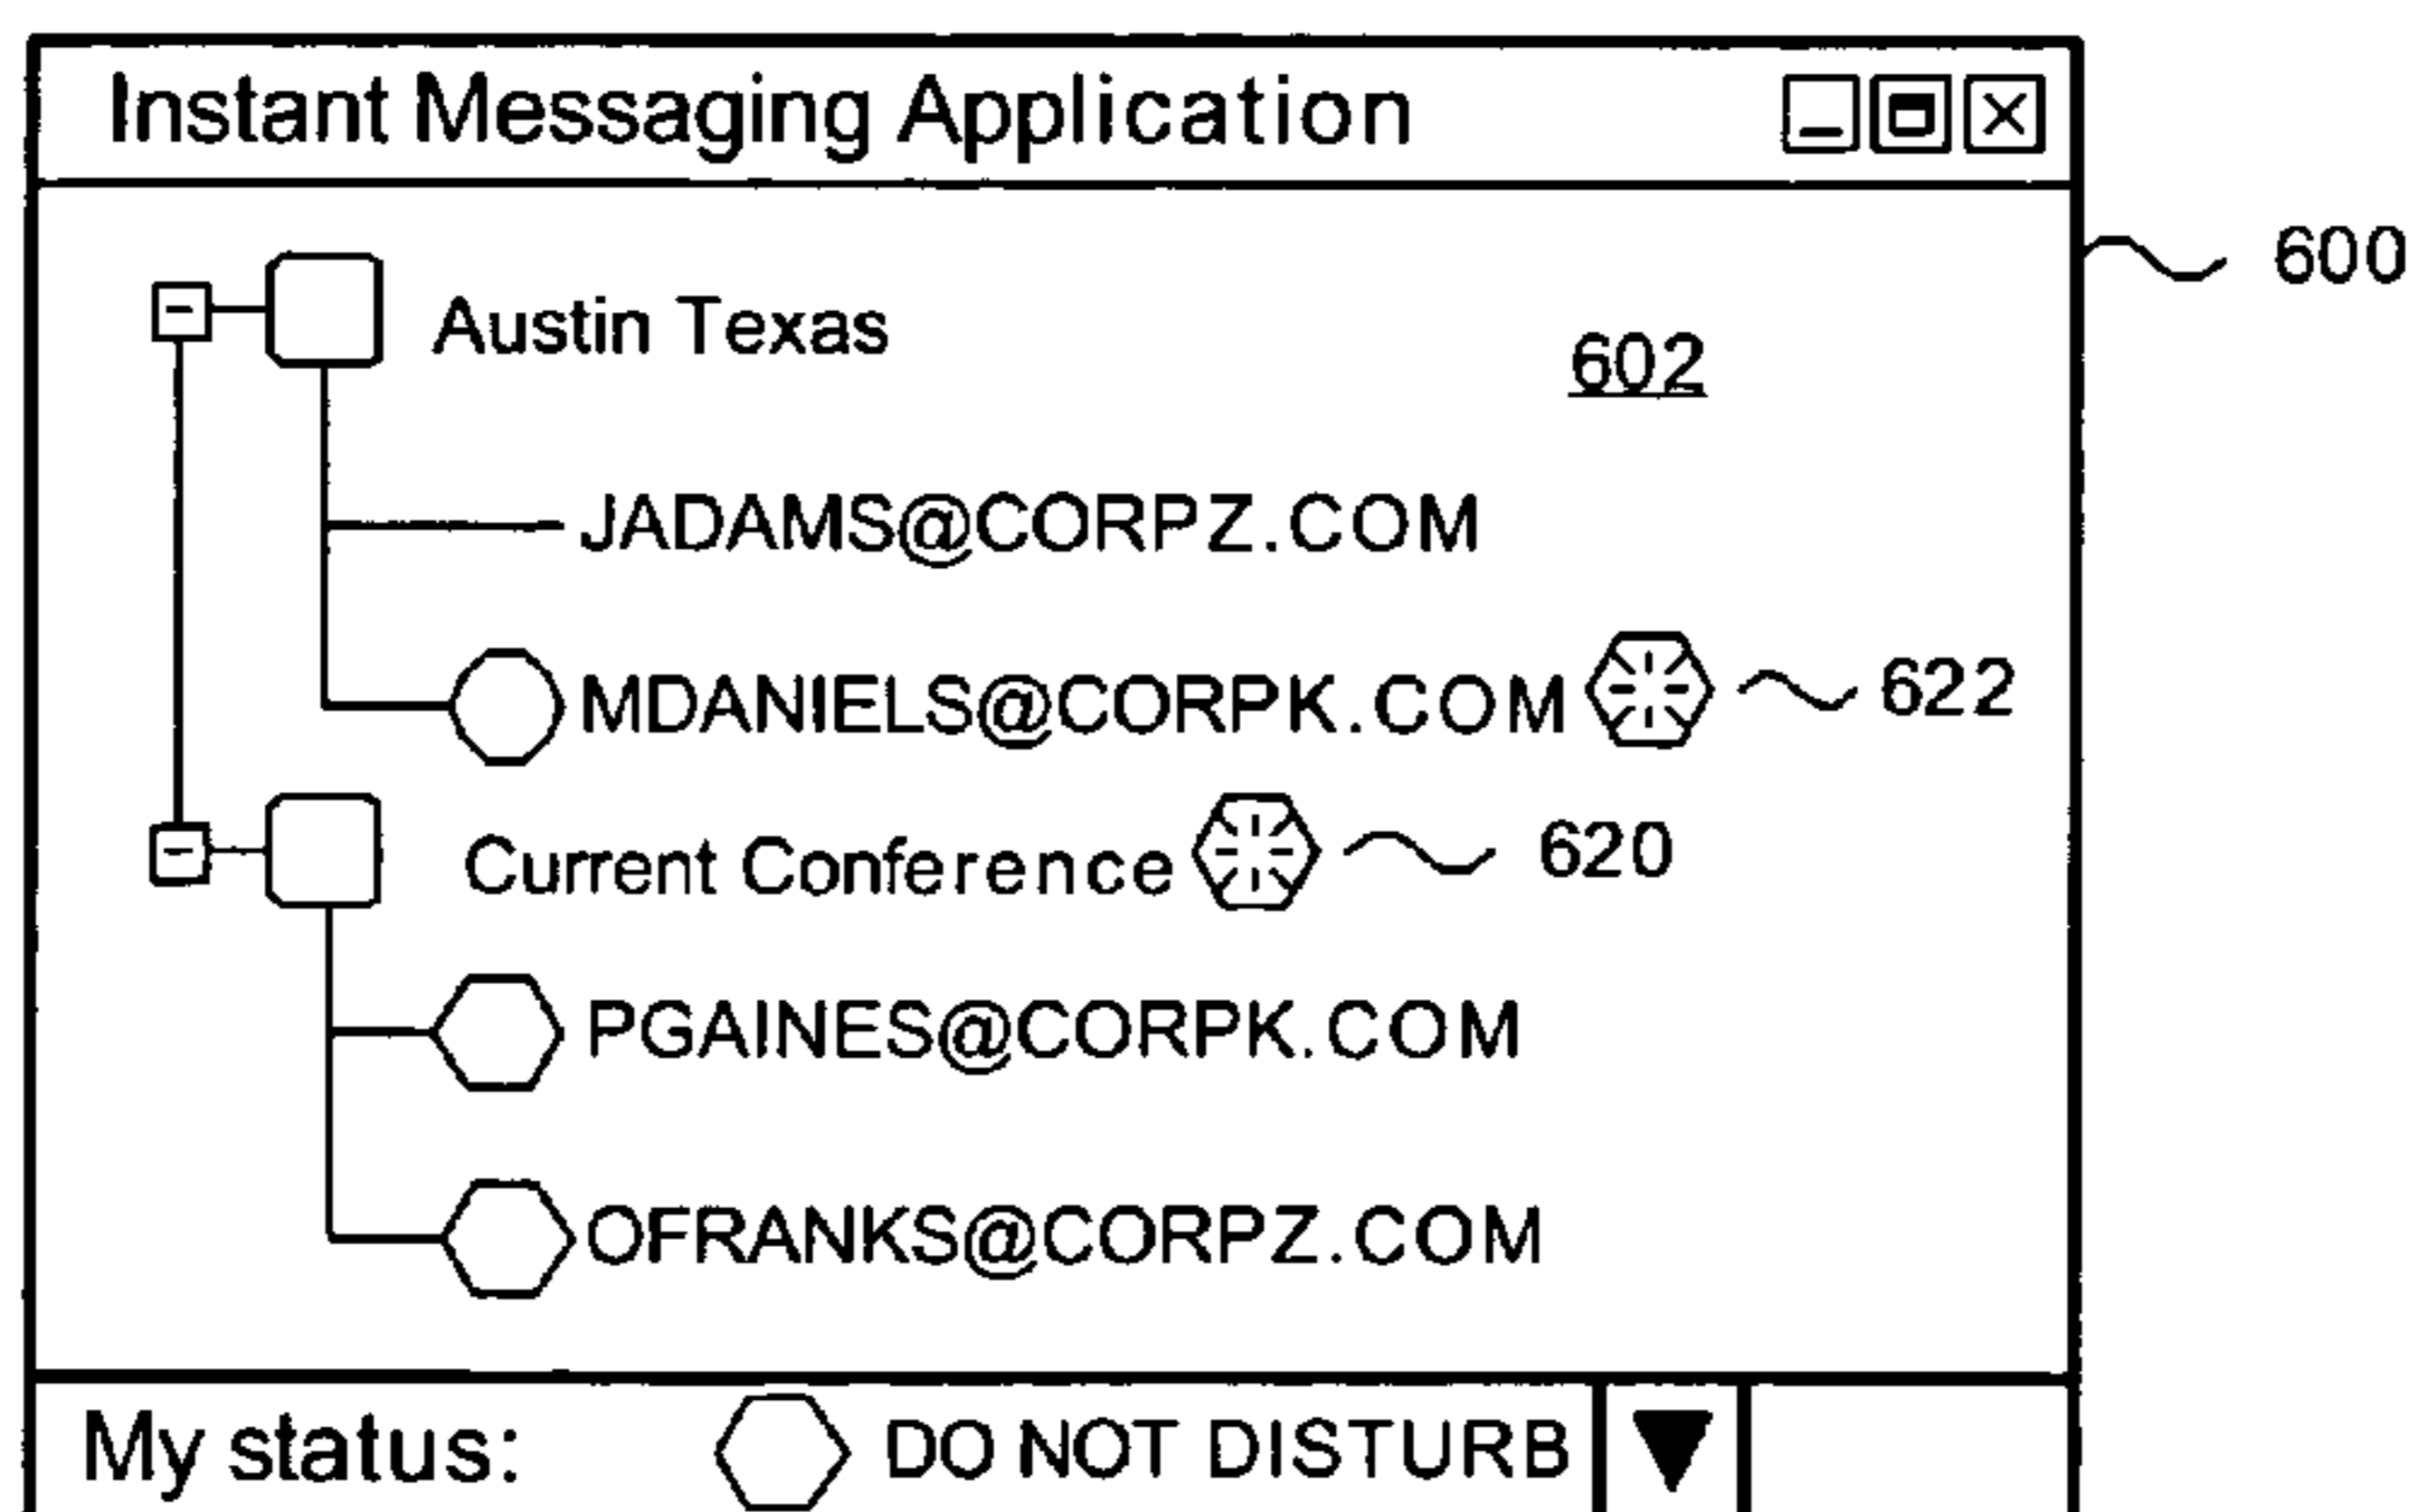 Instant Messaging Application
600
Austin Texas
602
JADAMS@CORPZ.COM
MDANIELS@CORPK.COM 622
Current Conference 620
PGAINES@CORPK.COM
OFRANKS@CORPZ.COM
My status: DO NOT DISTURB